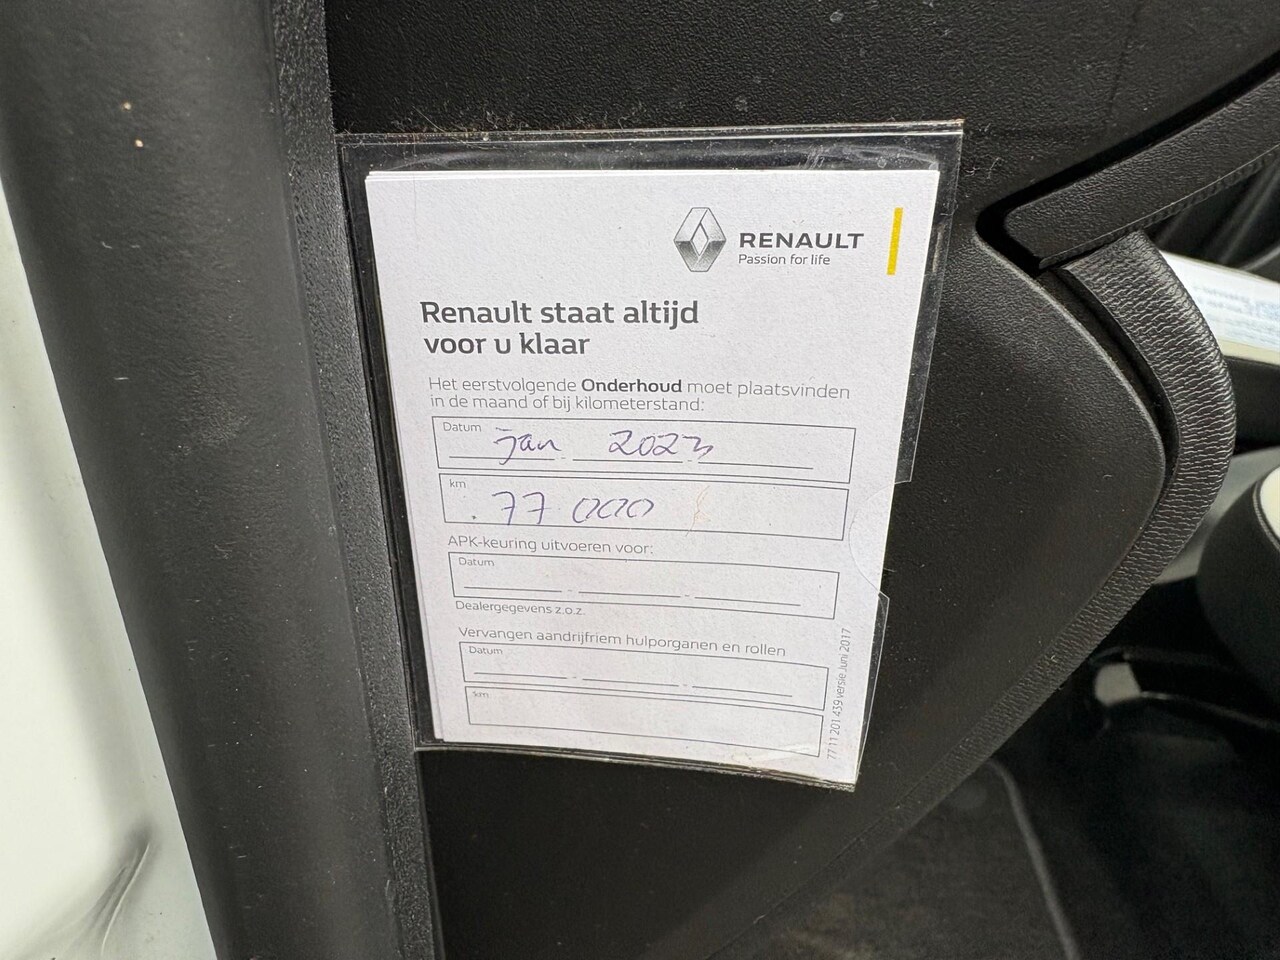 RENAULT
Passion for life
Renault staat altijd
voor u klaar
Het eerstvolgende Onderhoud moet plaatsvinden
in de maand of bij kilometerstand:
Datum jan 2023
km 77 000
APK-keuring uitvoeren voor:
Datum
Dealergegevens z.o.z.
Vervangen aandrijfriem hulporganen en rollen
Datum
km
77 11 201 439 versie Juni 2017